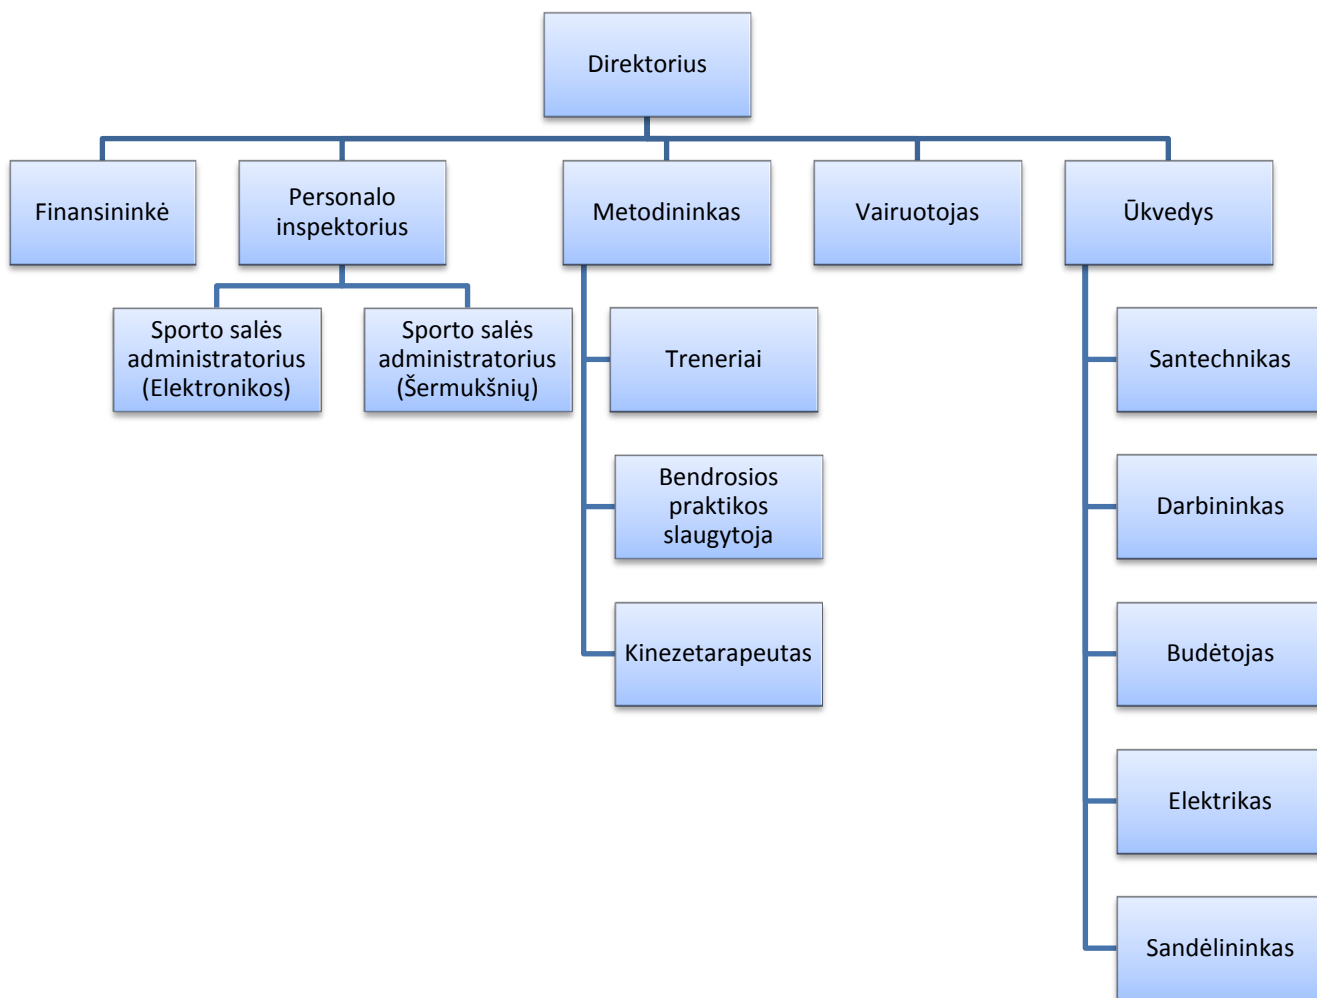 Direktorius
Finansininkė
Personalo
inspektorius
Metodininkas
Vairuotojas
Ūkvedys
Sporto salės
administratorius
(Elektronikos)
Sporto salės
administratorius
(Šermukšnių)
Treneriai
Bendrosios
praktikos
slaugytoja
Kinezetarapeutas
Santechnikas
Darbininkas
Budėtojas
Elektrikas
Sandėlininkas